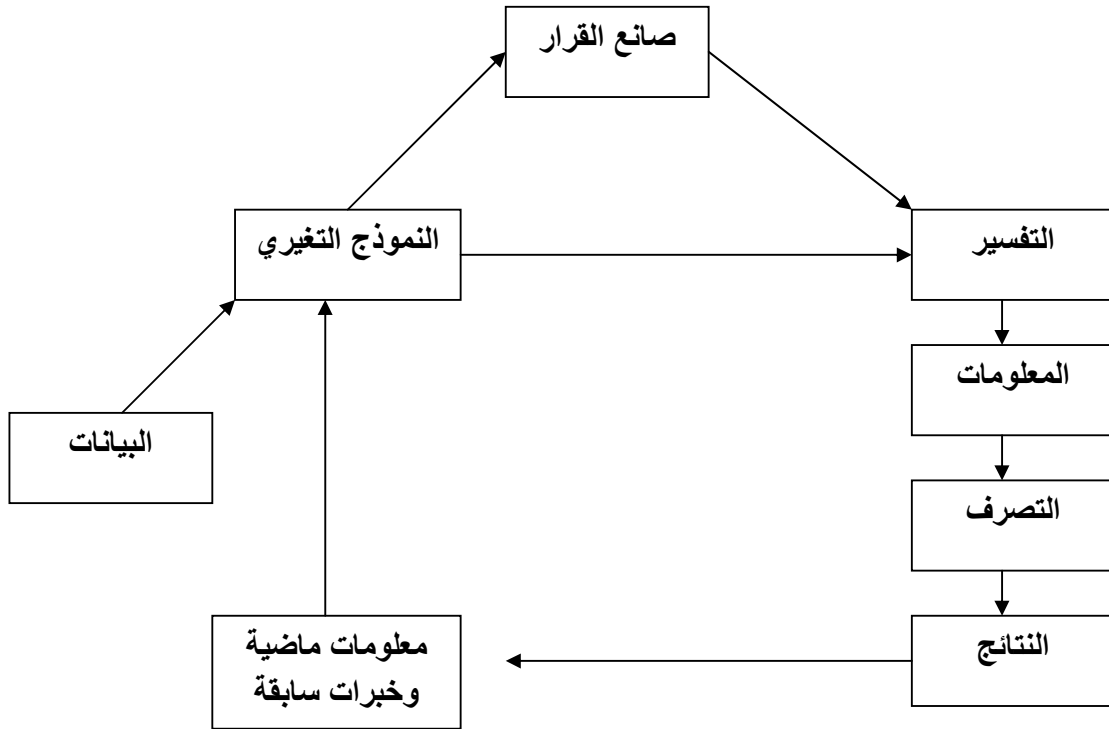 صانع القرار
النموذج التغيري
التفسير
المعلومات
البيانات
التصرف
معلومات ماضية
وخبرات سابقة
النتائج